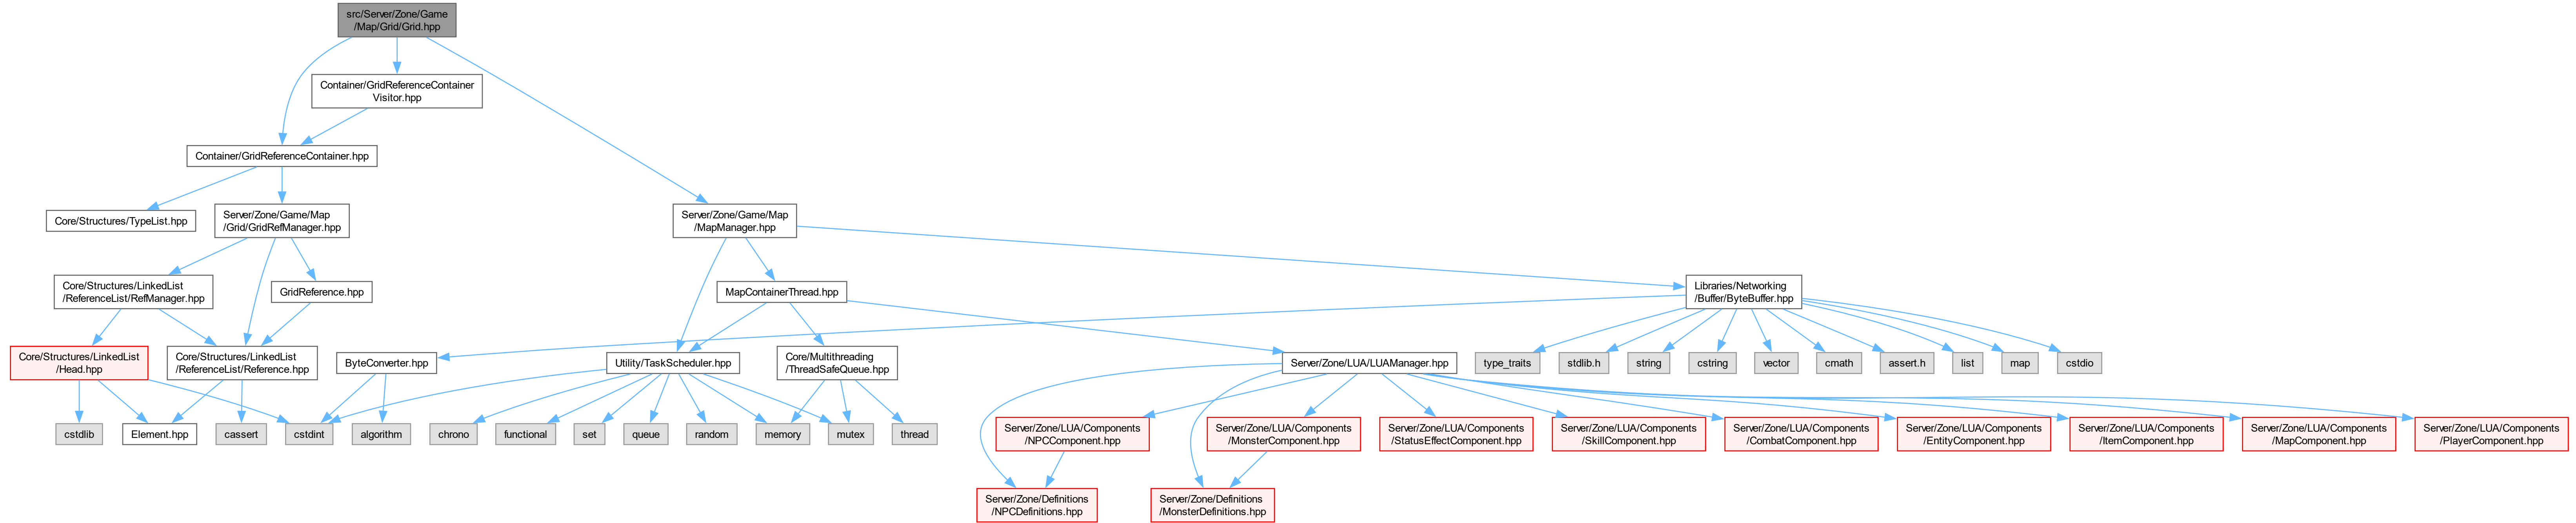 src/Server/Zone/Game
/Map/Grid/Grid.hpp
Container/GridReferenceContainer
Visitor.hpp
Container/GridReferenceContainer.hpp
Core/Structures/TypeList.hpp
Server/Zone/Game/Map
/Grid/GridRefManager.hpp
Server/Zone/Game/Map
/MapManager.hpp
Core/Structures/LinkedList
/ReferenceList/RefManager.hpp
GridReference.hpp
MapContainerThread.hpp
Libraries/Networking
/Buffer/ByteBuffer.hpp
Core/Structures/LinkedList
/Head.hpp
Core/Structures/LinkedList
/ReferenceList/Reference.hpp
ByteConverter.hpp
Utility/TaskScheduler.hpp
Core/Multithreading
/ThreadSafeQueue.hpp
Server/Zone/LUA/LUAManager.hpp
type_traits
stdlib.h
string
cstring
vector
cmath
assert.h
list
map
cstdio
cstdlib
Element.hpp
cassert
cstdint
algorithm
chrono
functional
set
queue
random
memory
mutex
thread
Server/Zone/LUA/Components
/NPCComponent.hpp
Server/Zone/LUA/Components
/MonsterComponent.hpp
Server/Zone/LUA/Components
/StatusEffectComponent.hpp
Server/Zone/LUA/Components
/SkillComponent.hpp
Server/Zone/LUA/Components
/CombatComponent.hpp
Server/Zone/LUA/Components
/EntityComponent.hpp
Server/Zone/LUA/Components
/ItemComponent.hpp
Server/Zone/LUA/Components
/MapComponent.hpp
Server/Zone/LUA/Components
/PlayerComponent.hpp
Server/Zone/Definitions
/NPCDefinitions.hpp
Server/Zone/Definitions
/MonsterDefinitions.hpp